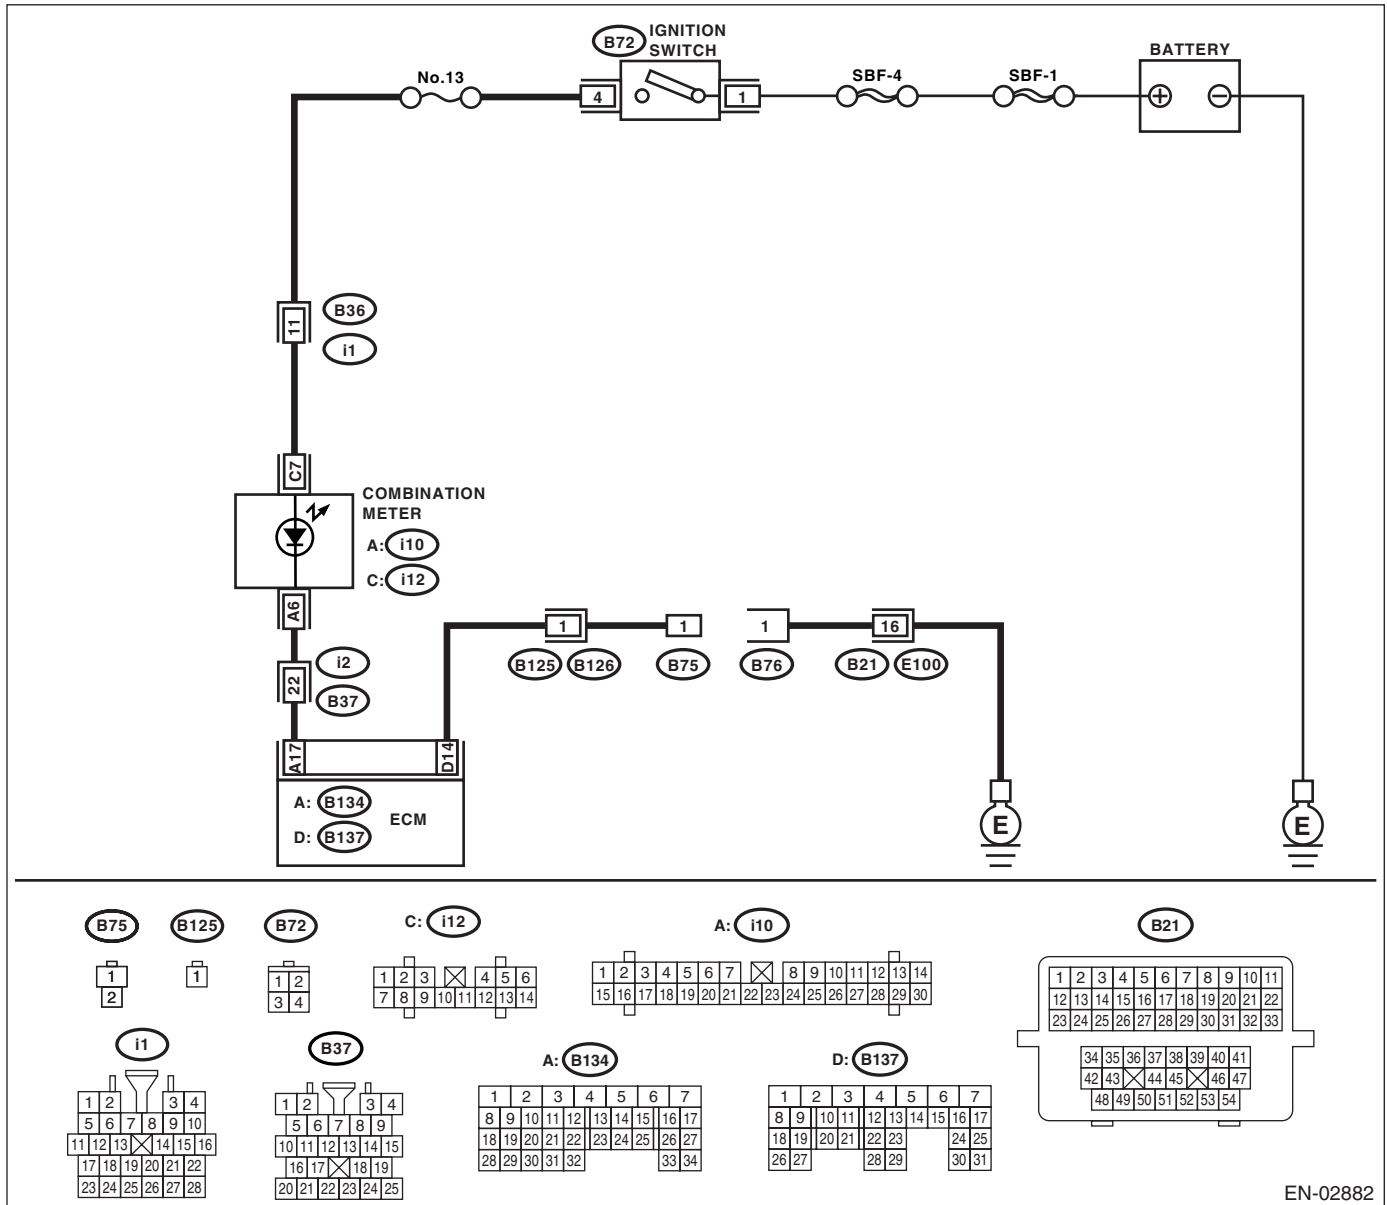 B72 IGNITION
SWITCH
BATTERY
No.13
SBF-4
SBF-1
4
1
11
B36
i1
C7
COMBINATION
METER
A: i10
C: i12
A6
i2
22
B37
1
1
1
16
B125 B126 B75 B76 B21 E100
A17
D14
A: B134
ECM
D: B137
E
E
B75 B125 B72 C: i12 A: i10 B21
1
2
1
1 2
3 4
1 2 3 4 5 6
7 8 9 10 11 12 13 14
1 2 3 4 5 6 7 8 9 10 11 12 13 14
15 16 17 18 19 20 21 22 23 24 25 26 27 28 29 30
1 2 3 4 5 6 7 8 9 10 11
12 13 14 15 16 17 18 19 20 21 22
23 24 25 26 27 28 29 30 31 32 33
34 35 36 37 38 39 40 41
42 43 44 45 46 47
48 49 50 51 52 53 54
i1
1 2 3 4
5 6 7 8 9 10
11 12 13 14 15 16
17 18 19 20 21 22
23 24 25 26 27 28
B37
1 2 3 4
5 6 7 8 9
10 11 12 13 14 15
16 17 18 19
20 21 22 23 24 25
A: B134
1 2 3 4 5 6 7
8 9 10 11 12 13 14 15 16 17
18 19 20 21 22 23 24 25 26 27
28 29 30 31 32 33 34
D: B137
1 2 3 4 5 6 7
8 9 10 11 12 13 14 15 16 17
18 19 20 21 22 23 24 25
26 27 28 29 30 31
EN-02882